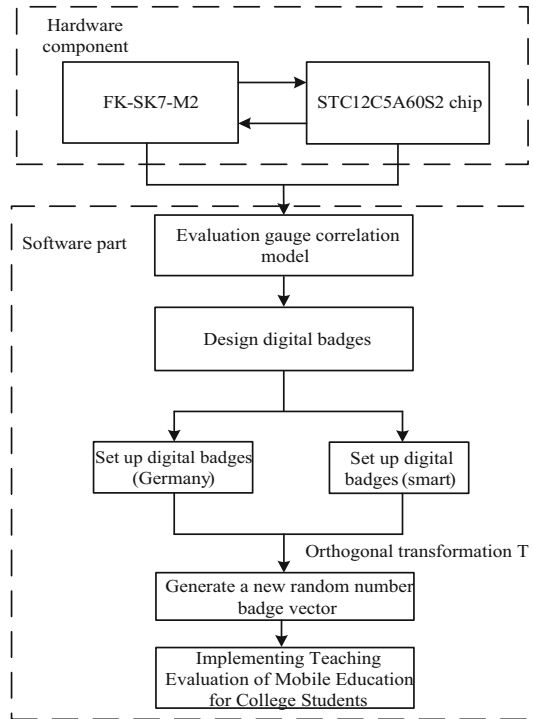 Hardware
component
FK-SK7-M2
STC12C5A60S2 chip
Software part
Evaluation gauge correlation
model
Design digital badges
Set up digital badges
(Germany)
Set up digital
badges (smart)
Orthogonal transformation T
Generate a new random number
badge vector
Implementing Teaching
Evaluation of Mobile Education
for College Students